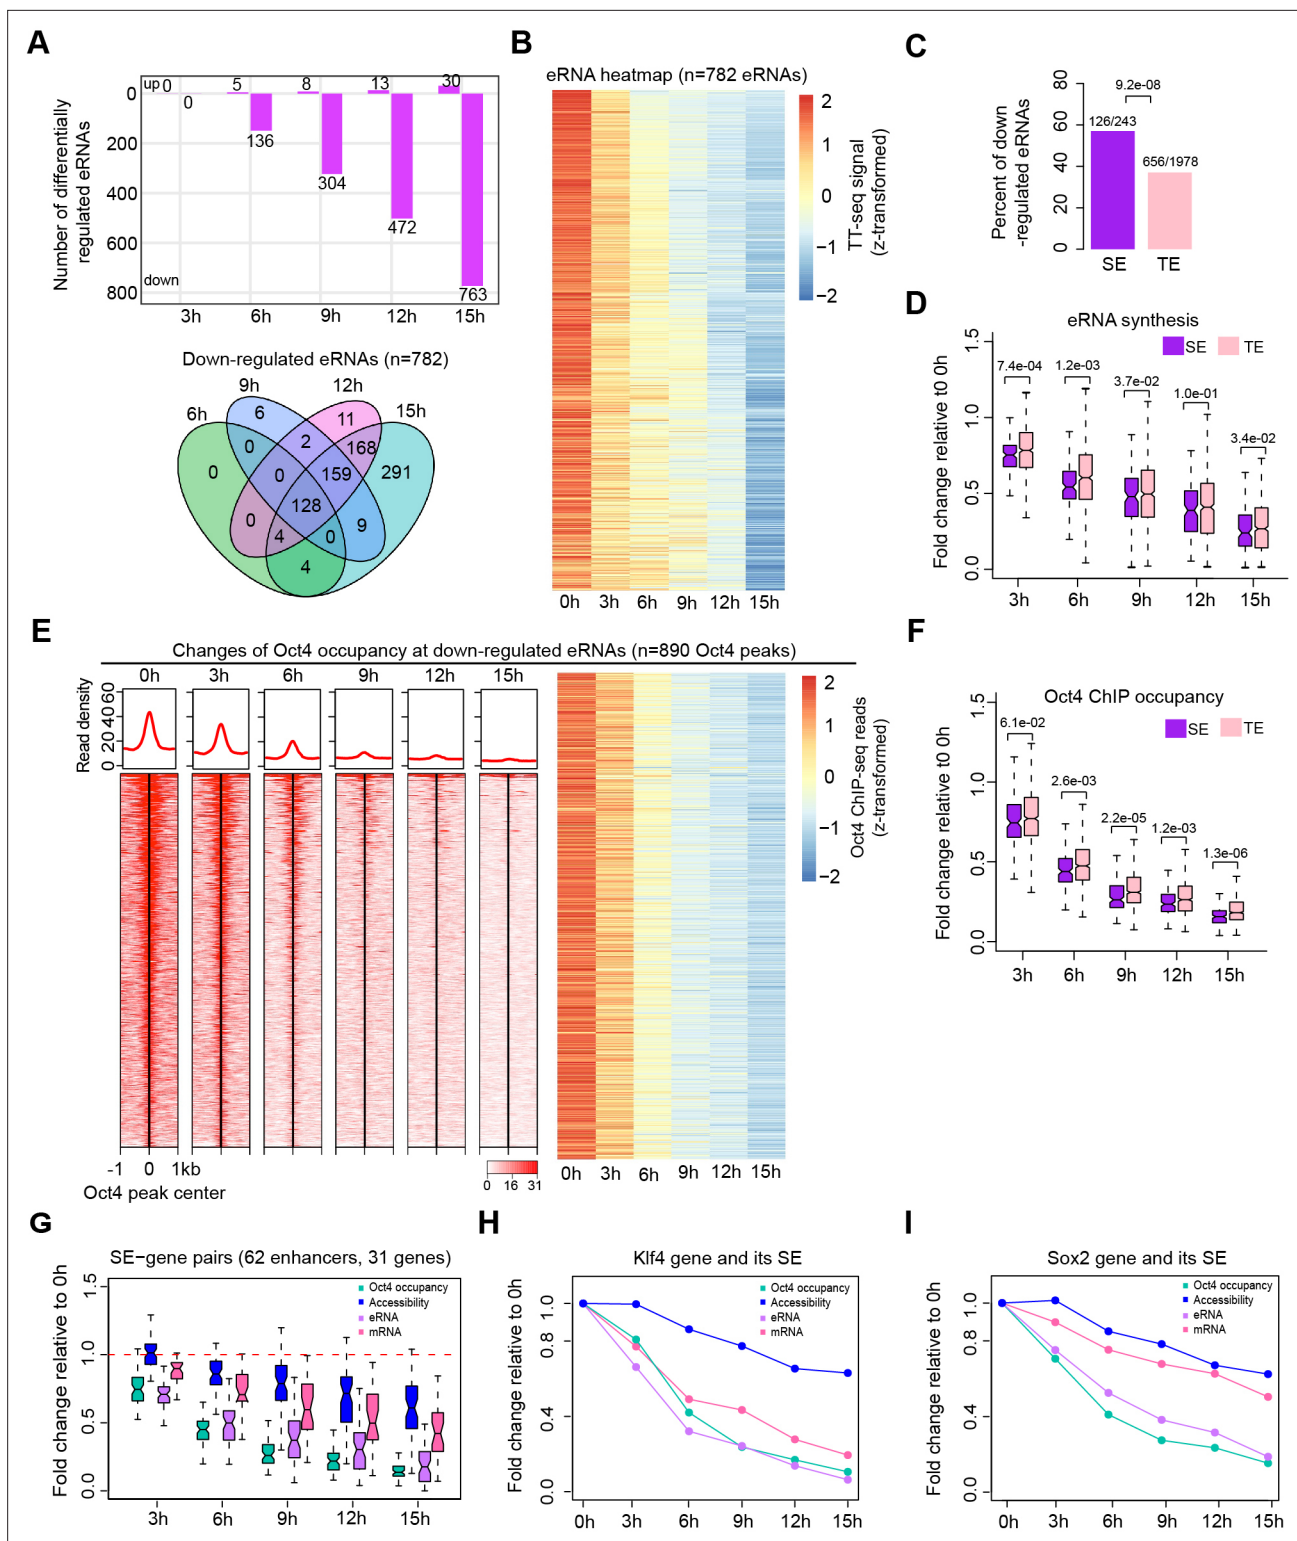 A
up
0
5
8
13
30
0
0
136
200
304
400
472
600
down
763
800
3h
6h
9h
12h
15h
Number of differentially
regulated eRNAs
Down-regulated eRNAs (n=782)
9h
12h
6h
15h
6
11
0
2
168
0
0
159
291
128
0
4
0
9
4
B
eRNA heatmap (n=782 eRNAs)
2
1
0
−1
−2
TT-seq signal
(z-transformed)
0h
3h
6h
9h
12h
15h
C
80
60
40
20
0
Percent of down
-regulated eRNAs
9.2e-08
126/243
656/1978
SE
TE
D
eRNA synthesis
SE
TE
1.5
1.0
0.5
0.0
Fold change relative t0 0h
7.4e-04
1.2e-03
3.7e-02
1.0e-01
3.4e-02
3h
6h
9h
12h
15h
E
Changes of Oct4 occupancy at down-regulated eRNAs (n=890 Oct4 peaks)
0h
3h
6h
9h
12h
15h
Read density
0 20 40 60
-1 0 1kb
Oct4 peak center
0 16 31
2
1
0
−1
−2
Oct4 ChIP-seq reads
(z-transformed)
0h
3h
6h
9h
12h
15h
F
Oct4 ChIP occupancy
SE
TE
1.5
1.0
0.5
0.0
Fold change relative t0 0h
6.1e-02
2.6e-03
2.2e-05
1.2e-03
1.3e-06
3h
6h
9h
12h
15h
G
SE−gene pairs (62 enhancers, 31 genes)
Oct4 occupancy
Accessibility
eRNA
mRNA
1.5
1.0
0.5
0.0
Fold change relative to 0h
3h
6h
9h
12h
15h
H
Klf4 gene and its SE
Oct4 occupancy
Accessibility
eRNA
mRNA
1.0
0.8
0.4
0.0
Fold change relative to 0h
0h
3h
6h
9h
12h
15h
I
Sox2 gene and its SE
Oct4 occupancy
Accessibility
eRNA
mRNA
1.0
0.8
0.4
0.0
Fold change relative to 0h
0h
3h
6h
9h
12h
15h